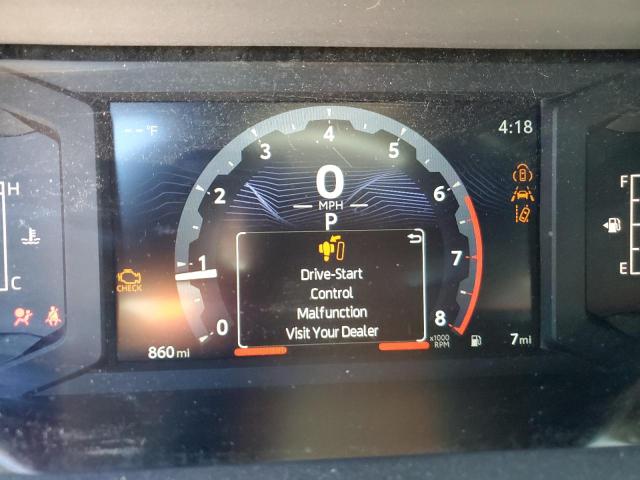 -- °F
4:18
4
3
5
2
0
6
MPH
P
H
F
1
7
Drive-Start
Control
Malfunction
Visit Your Dealer
C
E
CHECK
0
8
x1000
RPM
860 mi
7 mi